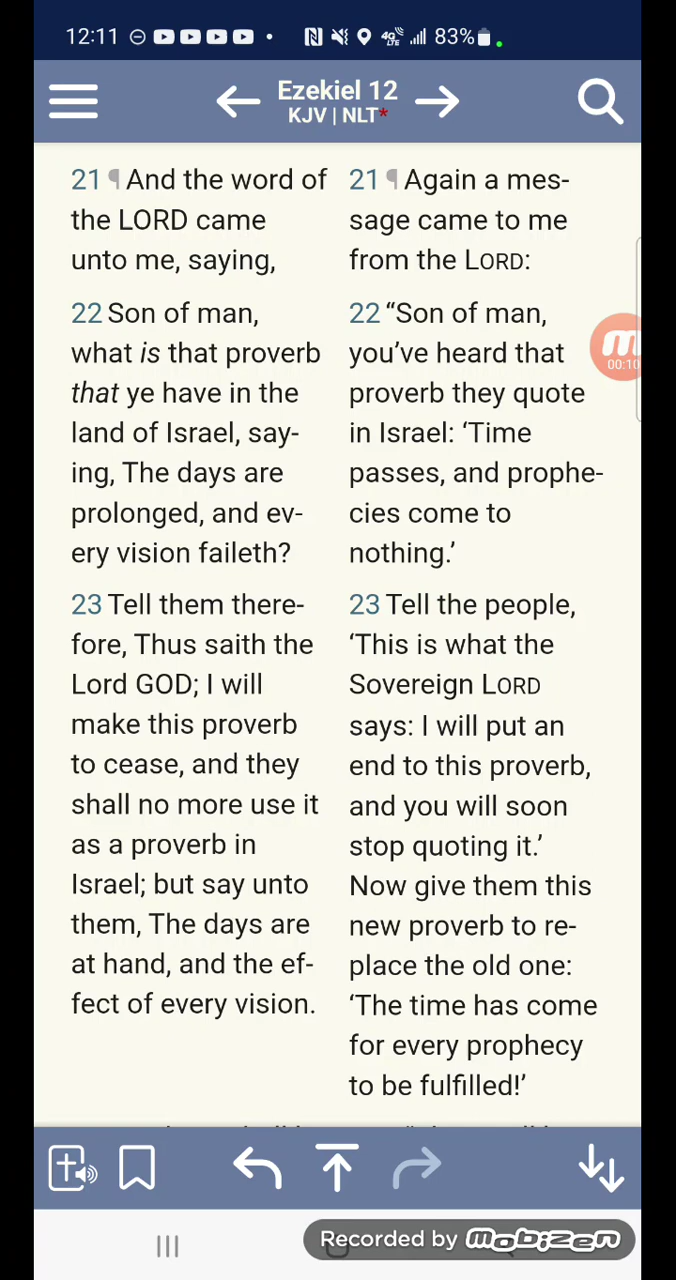 12:11 83%
Ezekiel 12
KJV | NLT*
21 ¶ And the word of
the LORD came
unto me, saying,
22 Son of man,
what is that proverb
that ye have in the
land of Israel, say-
ing, The days are
prolonged, and ev-
ery vision faileth?
23 Tell them there-
fore, Thus saith the
Lord GOD; I will
make this proverb
to cease, and they
shall no more use it
as a proverb in
Israel; but say unto
them, The days are
at hand, and the ef-
fect of every vision.
21 ¶ Again a mes-
sage came to me
from the LORD:
22 “Son of man,
you’ve heard that
proverb they quote
in Israel: ‘Time
passes, and prophe-
cies come to
nothing.’
23 Tell the people,
‘This is what the
Sovereign LORD
says: I will put an
end to this proverb,
and you will soon
stop quoting it.’
Now give them this
new proverb to re-
place the old one:
‘The time has come
for every prophecy
to be fulfilled!’
00:10
Recorded by mobizen